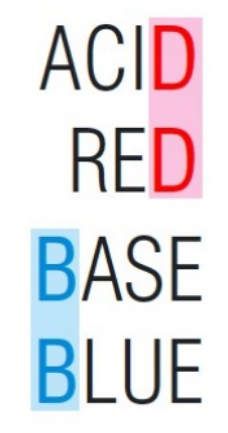 ACID
RED
BASE
BLUE